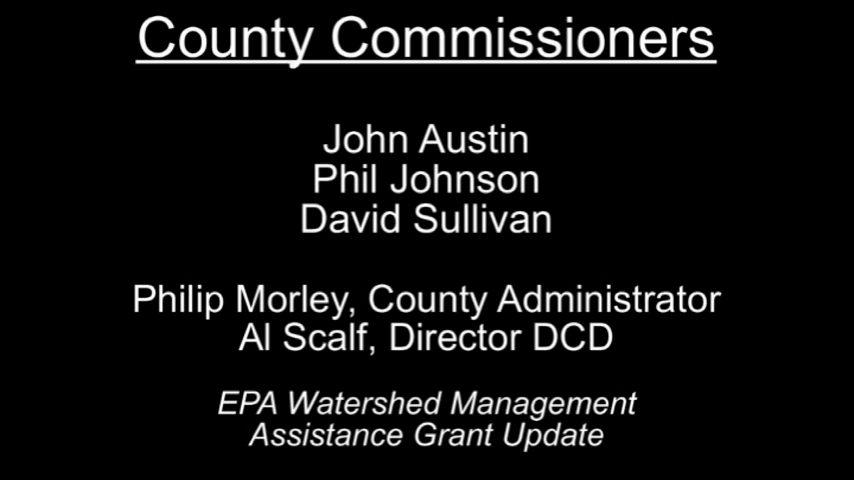 County Commissioners
John Austin
Phil Johnson
David Sullivan
Philip Morley, County Administrator
Al Scalf, Director DCD
EPA Watershed Management
Assistance Grant Update